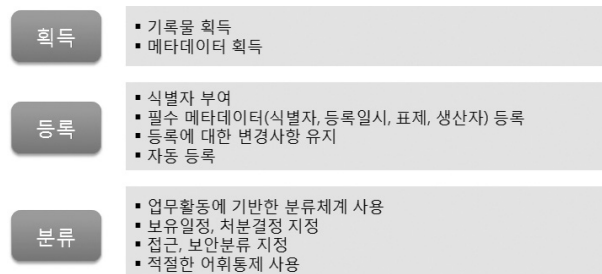 획득
▪ 기록물 획득
▪ 메타데이터 획득
등록
▪ 식별자 부여
▪ 필수 메타데이터(식별자, 등록일시, 표제, 생산자) 등록
▪ 등록에 대한 변경사항 유지
▪ 자동 등록
분류
▪ 업무활동에 기반한 분류체계 사용
▪ 보유일정, 처분결정 지정
▪ 접근, 보안분류 지정
▪ 적절한 어휘통제 사용